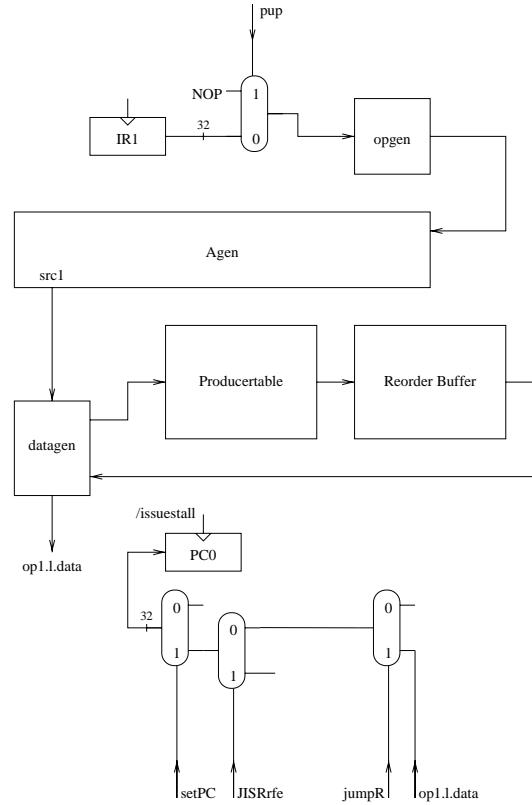 pup
NOP
1
32
IR1
0
opgen
Agen
src1
Producertable
Reorder Buffer
datagen
/issuestall
op1.l.data
PC0
0
0
32
0
1
1
1
setPC
JISRrfe
jumpR
op1.l.data